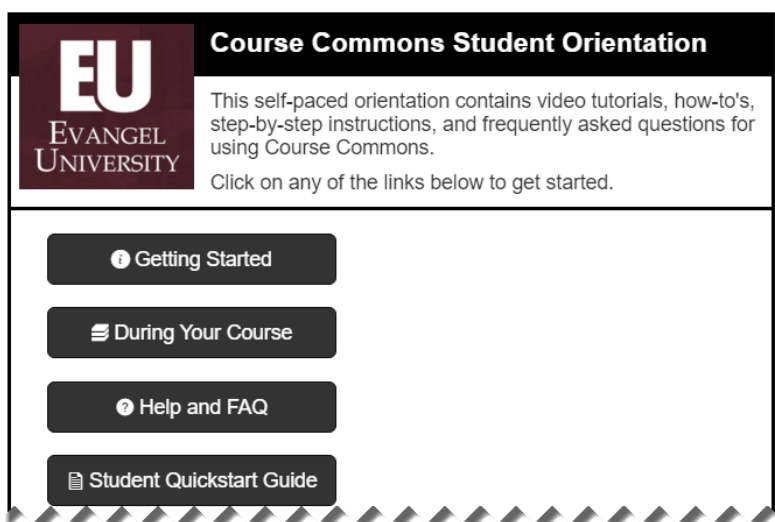 EU
EVANGEL
UNIVERSITY
Course Commons Student Orientation
This self-paced orientation contains video tutorials, how-to's,
step-by-step instructions, and frequently asked questions for
using Course Commons.
Click on any of the links below to get started.
Getting Started
During Your Course
Help and FAQ
Student Quickstart Guide